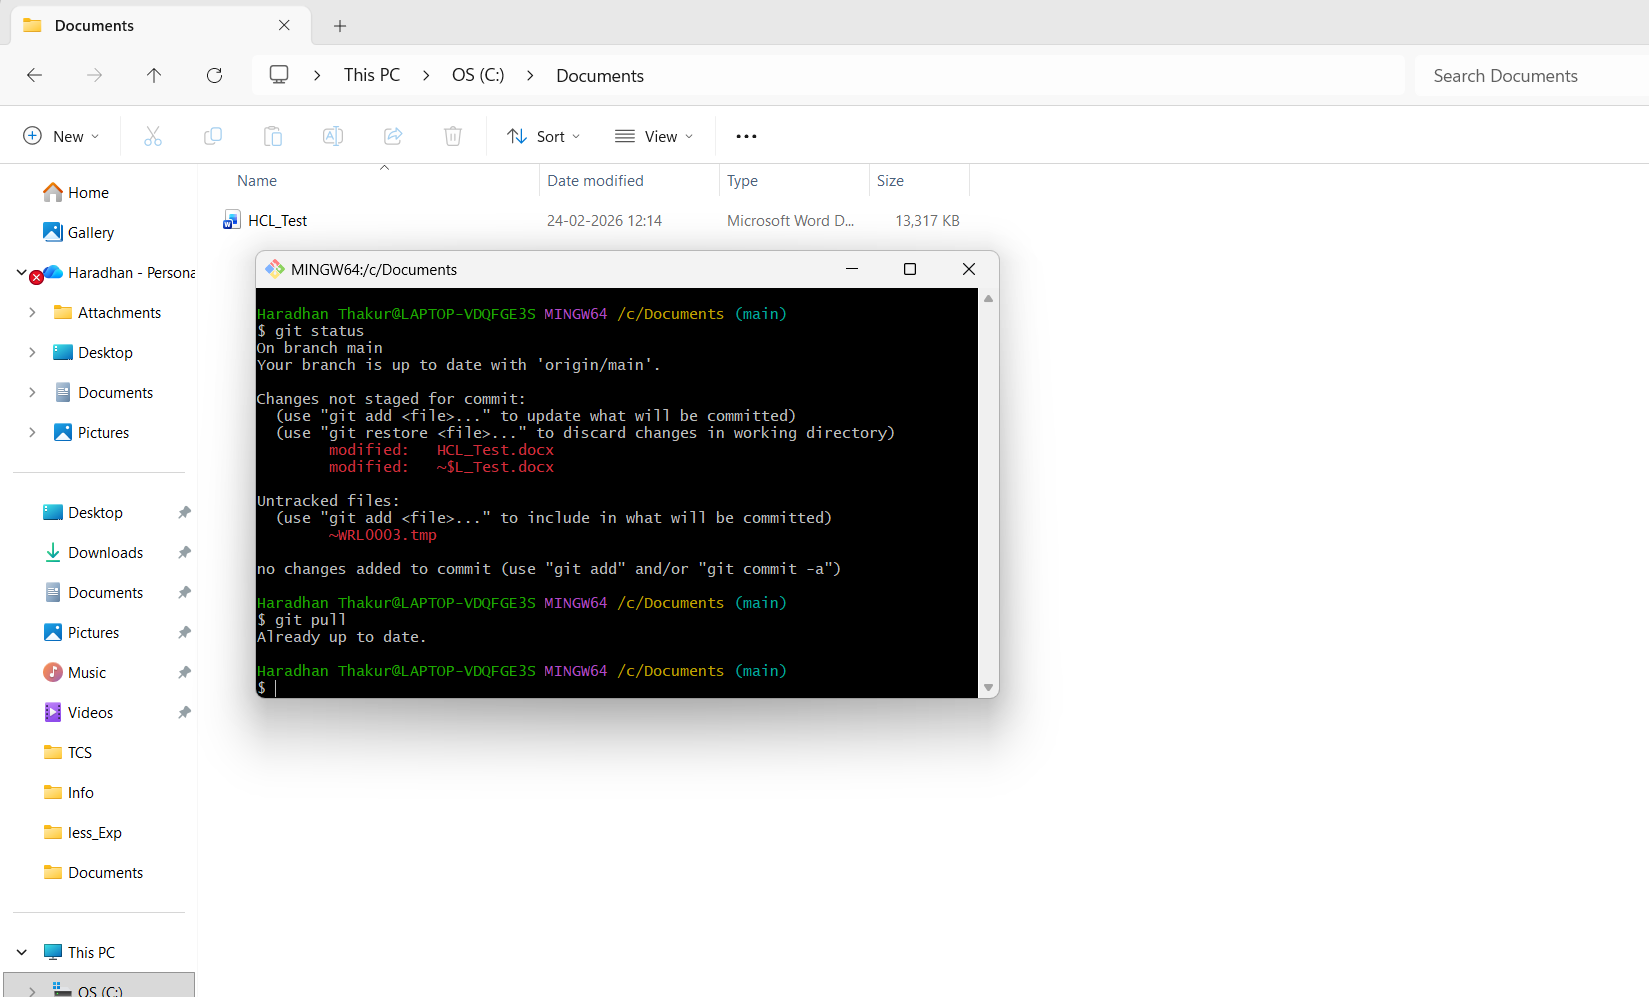 Documents
This PC
OS (C:)
Documents
Search Documents
New
Sort
View
Name
Date modified
Type
Size
HCL_Test
24-02-2026 12:14
Microsoft Word D...
13,317 KB
Home
Gallery
Haradhan - Persona
Attachments
Desktop
Documents
Pictures
Desktop
Downloads
Documents
Pictures
Music
Videos
TCS
Info
less_Exp
Documents
This PC
OS (C:)
MINGW64:/c/Documents
Haradhan Thakur@LAPTOP-VDQFGE3S MINGW64 /c/Documents (main)
$ git status
On branch main
Your branch is up to date with 'origin/main'.
Changes not staged for commit:
(use "git add <file>..." to update what will be committed)
(use "git restore <file>..." to discard changes in working directory)
modified: HCL_Test.docx
modified: ~$L_Test.docx
Untracked files:
(use "git add <file>..." to include in what will be committed)
~WRL0003.tmp
no changes added to commit (use "git add" and/or "git commit -a")
Haradhan Thakur@LAPTOP-VDQFGE3S MINGW64 /c/Documents (main)
$ git pull
Already up to date.
Haradhan Thakur@LAPTOP-VDQFGE3S MINGW64 /c/Documents (main)
$